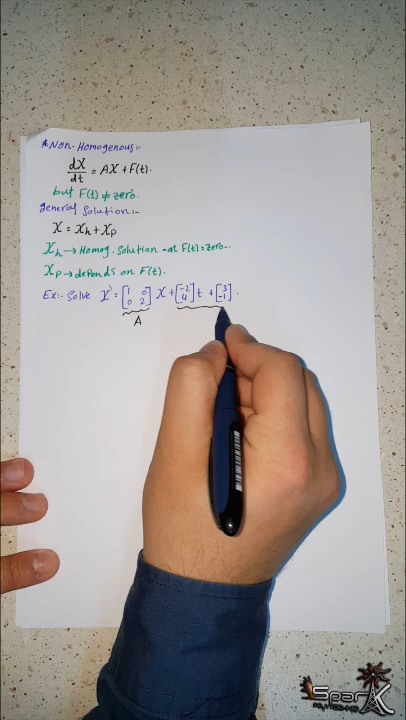 * Non-Homogenous:-
dX/dt = AX + F(t).
but F(t) ≠ zero.
general solution:-
X = Xh + Xp
Xh → Homog. Solution - at F(t) = zero-.
Xp → depends on F(t).
Ex:- Solve X' = [1 0; 0 2] X + [-2; 4] t + [3; -1].
A
Spark